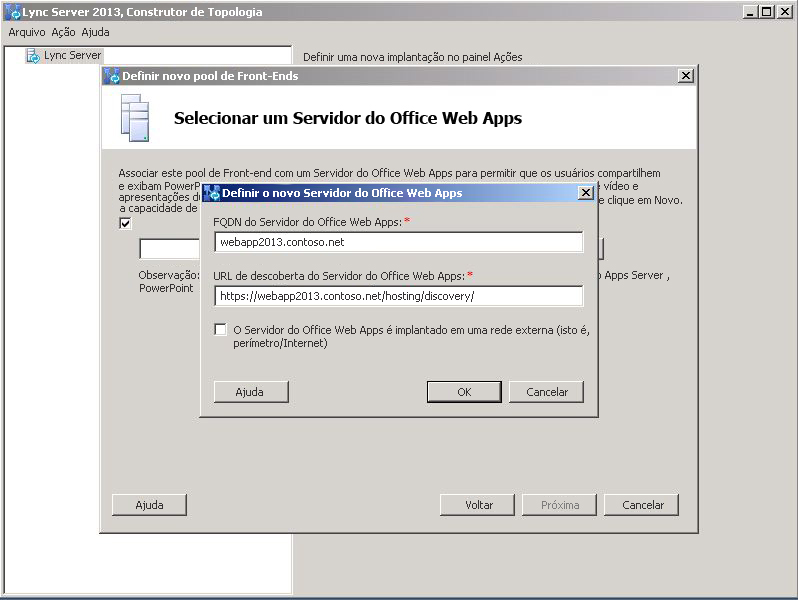 Lync Server 2013, Construtor de Topologia
Arquivo Ação Ajuda
Lync Server
Definir uma nova implantação no painel Ações
Definir novo pool de Front-Ends
Selecionar um Servidor do Office Web Apps
Associar este pool de Front-end com um Servidor do Office Web Apps para permitir que os usuários compartilhem
e exibam PowerP
é vídeo e
apresentações d
e clique em Novo.
a capacidade de
Definir o novo Servidor do Office Web Apps
FQDN do Servidor do Office Web Apps:*
webapp2013.contoso.net
URL de descoberta do Servidor do Office Web Apps:*
https://webapp2013.contoso.net/hosting/discovery/
O Servidor do Office Web Apps é implantado em uma rede externa (isto é,
perímetro/Internet)
Ajuda OK Cancelar
Observação:
Apps Server ,
PowerPoint
Ajuda Voltar Próxima Cancelar